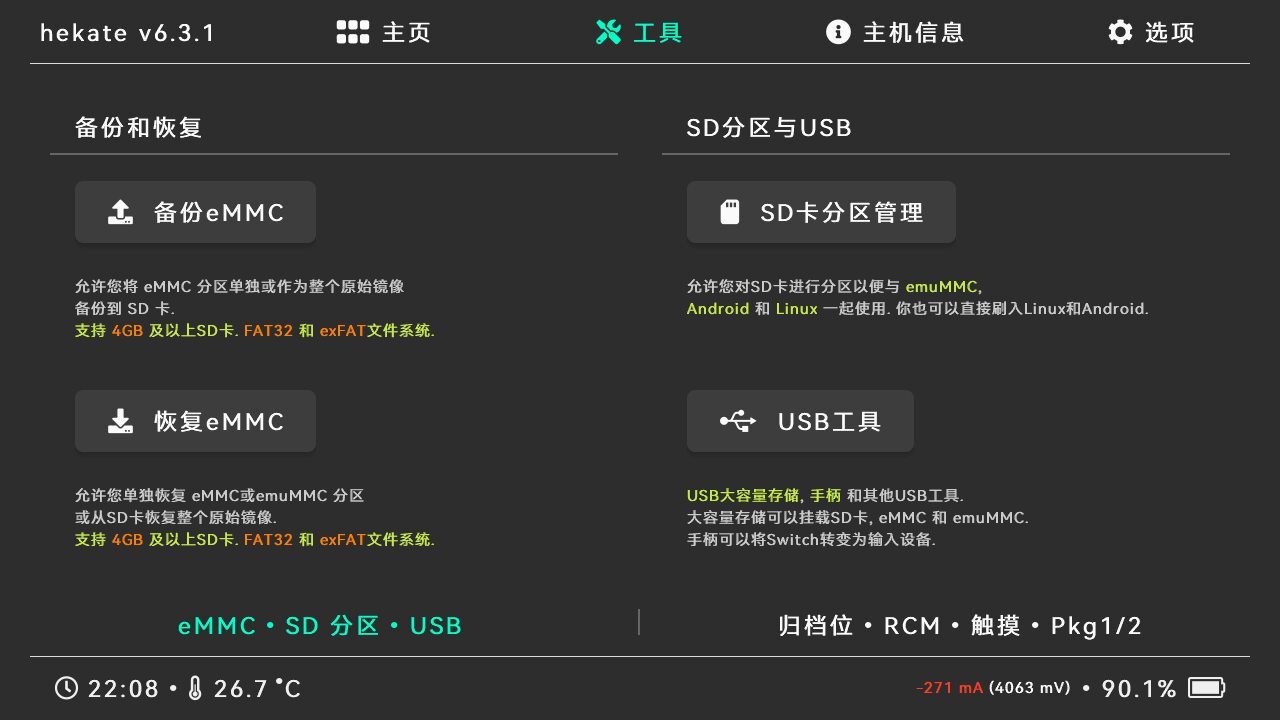 hekate v6.3.1
主页
工具
主机信息
选项
备份和恢复
备份eMMC
允许您将 eMMC 分区单独或作为整个原始镜像
备份到 SD 卡.
支持 4GB 及以上SD卡. FAT32 和 exFAT文件系统.
恢复eMMC
允许您单独恢复 eMMC或emuMMC 分区
或从SD卡恢复整个原始镜像.
支持 4GB 及以上SD卡. FAT32 和 exFAT文件系统.
SD分区与USB
SD卡分区管理
允许您对SD卡进行分区以便与 emuMMC,
Android 和 Linux 一起使用. 你也可以直接刷入Linux和Android.
USB工具
USB大容量存储, 手柄 和其他USB工具.
大容量存储可以挂载SD卡, eMMC 和 emuMMC.
手柄可以将Switch转变为输入设备.
eMMC • SD 分区 • USB
归档位 • RCM • 触摸 • Pkg1/2
22:08 • 26.7 °C
-271 mA (4063 mV) • 90.1%